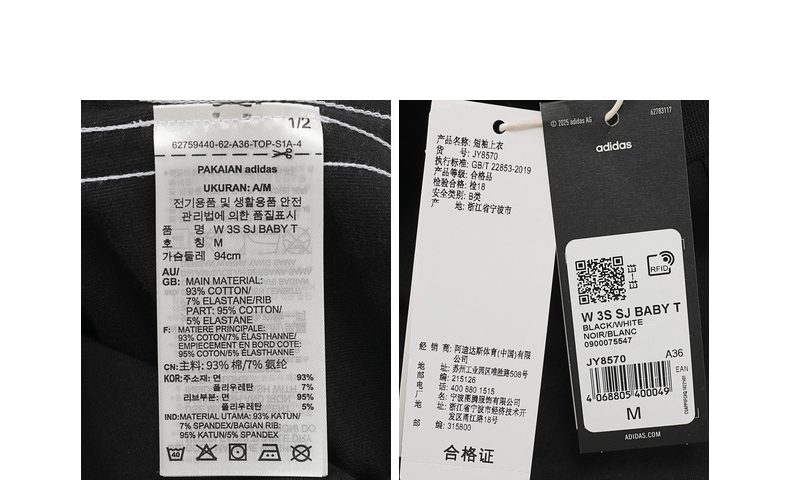 1/2
62759440-62-A36-TOP-S1A-4
PAKAIAN adidas
UKURAN: A/M
전기용품 및 생활용품 안전
관리법에 의한 품질표시
품 명 W 3S SJ BABY T
호 칭 M
가슴둘레 94cm
AU/
GB: MAIN MATERIAL:
93% COTTON/
7% ELASTANE/RIB
PART: 95% COTTON/
5% ELASTANE
F: MATIERE PRINCIPALE:
93% COTON/7% ÉLASTHANNE/
EMPIECEMENT EN BORD COTE:
95% COTON/5% ÉLASTHANNE
CN: 主料: 93% 棉/7% 氨纶
KOR: 주소재: 면 93%
폴리우레탄 7%
리브부분: 면 95%
폴리우레탄 5%
IND: MATERIAL UTAMA: 93% KATUN/
7% SPANDEX/BAGIAN RIB:
95% KATUN/5% SPANDEX
40
产品名称: 短袖上衣
货 号: JY8570
执行标准: GB/T 22853-2019
产品等级: 合格品
检验合格: 检18
安全类别: B类
产 地: 浙江省宁波市
经 销 商: 阿迪达斯体育(中国)有限
公司
地 址: 苏州工业园区唯胜路508号
邮 编: 215126
电 话: 400 880 1515
厂 名: 宁波图腾服饰有限公司
地 址: 浙江省宁波市经济技术开
发区甬江路18号
邮 编: 315800
合格证
© 2025 adidas AG
62783117
adidas
RFID
W 3S SJ BABY T
BLACK/WHITE
NOIR/BLANC
0900075547
JY8570
A36
EAN
4 068805 400049
M
ADIDAS.COM